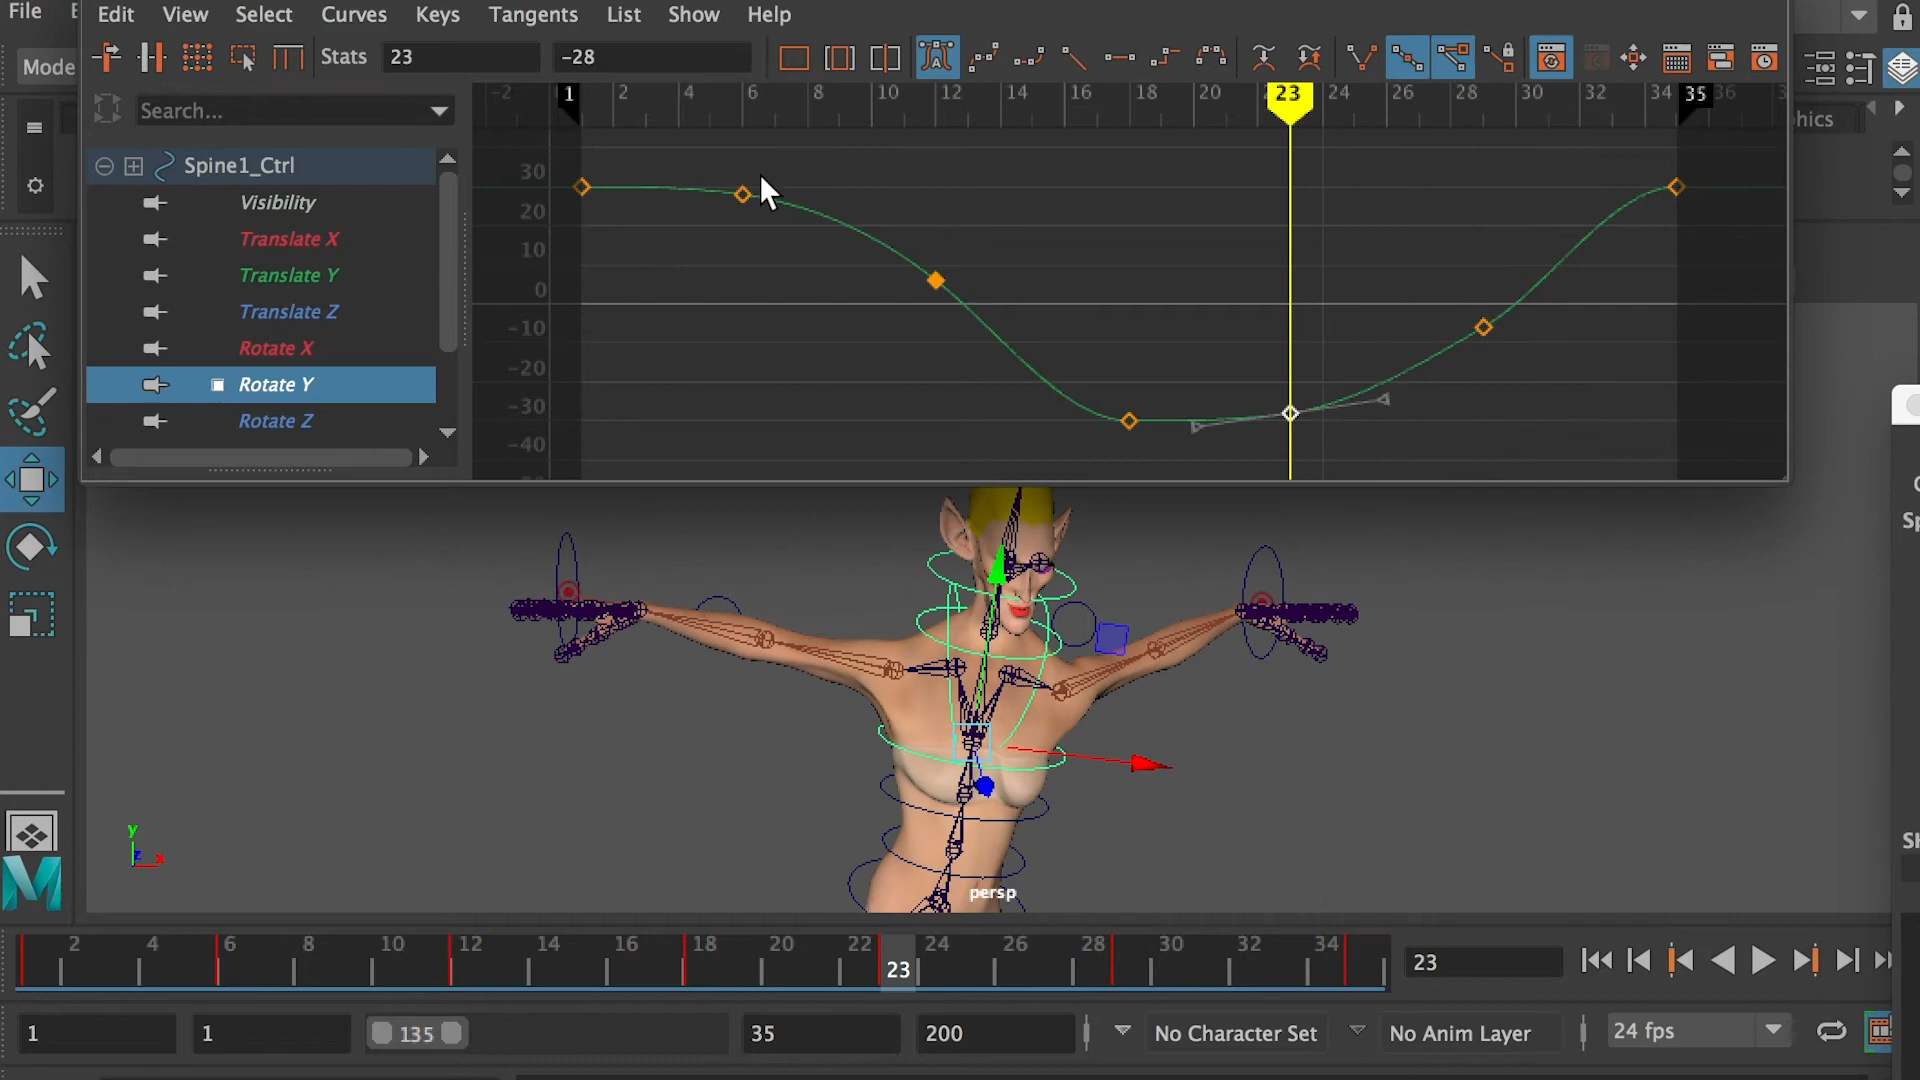 File
Edit View Select Curves Keys Tangents List Show Help
Mode
Stats 23 -28
Search...
-2 1 2 4 6 8 10 12 14 16 18 20 23 24 26 28 30 32 34 35 36
30
20
10
0
-10
-20
-30
-40
Spine1_Ctrl
Visibility
Translate X
Translate Y
Translate Z
Rotate X
Rotate Y
Rotate Z
y
z x
persp
2 4 6 8 10 12 14 16 18 20 22 24 26 28 30 32 34
23
23
1 1 135 35 200 No Character Set No Anim Layer 24 fps